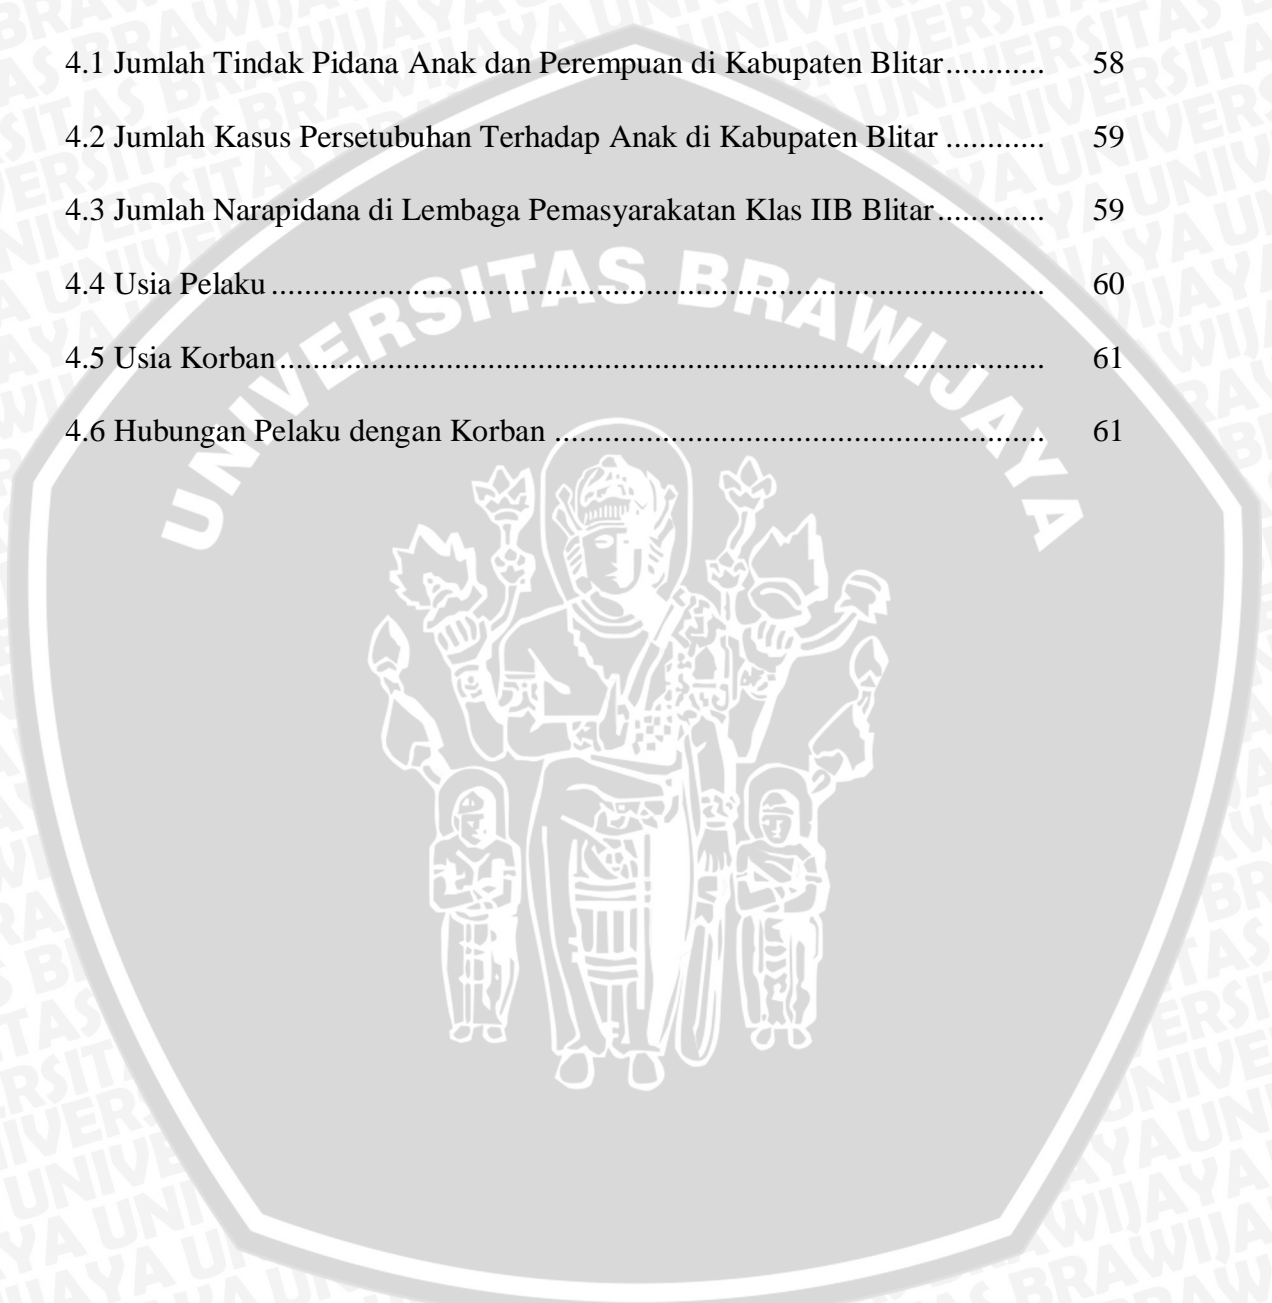 4.1 Jumlah Tindak Pidana Anak dan Perempuan di Kabupaten Blitar............ 58
4.2 Jumlah Kasus Persetubuhan Terhadap Anak di Kabupaten Blitar ............ 59
4.3 Jumlah Narapidana di Lembaga Pemasyarakatan Klas IIB Blitar............. 59
4.4 Usia Pelaku ............................................................................................. 60
4.5 Usia Korban............................................................................................ 61
4.6 Hubungan Pelaku dengan Korban ........................................................... 61
UNIVERSITAS BRAWIJAYA